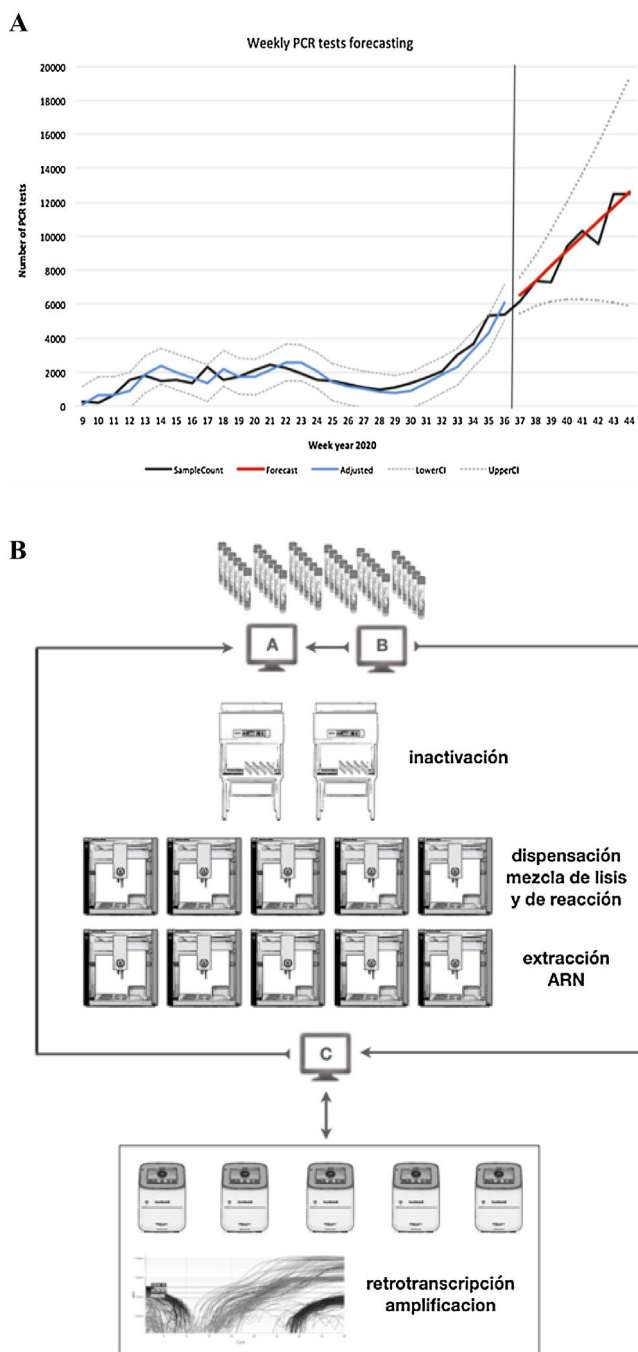 A
Weekly PCR tests forecasting
Number of PCR tests
20000
18000
16000
14000
12000
10000
8000
6000
4000
2000
0
9 10 11 12 13 14 15 16 17 18 19 20 21 22 23 24 25 26 27 28 29 30 31 32 33 34 35 36 37 38 39 40 41 42 43 44
Week year 2020
SampleCount Forecast Adjusted LowerCI UpperCI
B
A B
inactivación
dispensación
mezcla de lisis
y de reacción
extracción
ARN
C
retrotranscripción
amplificacion